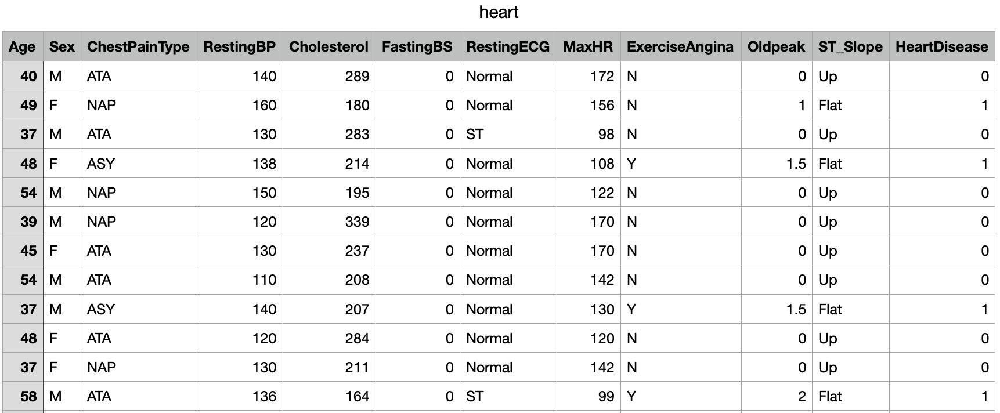 heart
Age Sex ChestPainType RestingBP Cholesterol FastingBS RestingECG MaxHR ExerciseAngina Oldpeak ST_Slope HeartDisease
40 M ATA 140 289 0 Normal 172 N 0 Up 0
49 F NAP 160 180 0 Normal 156 N 1 Flat 1
37 M ATA 130 283 0 ST 98 N 0 Up 0
48 F ASY 138 214 0 Normal 108 Y 1.5 Flat 1
54 M NAP 150 195 0 Normal 122 N 0 Up 0
39 M NAP 120 339 0 Normal 170 N 0 Up 0
45 F ATA 130 237 0 Normal 170 N 0 Up 0
54 M ATA 110 208 0 Normal 142 N 0 Up 0
37 M ASY 140 207 0 Normal 130 Y 1.5 Flat 1
48 F ATA 120 284 0 Normal 120 N 0 Up 0
37 F NAP 130 211 0 Normal 142 N 0 Up 0
58 M ATA 136 164 0 ST 99 Y 2 Flat 1